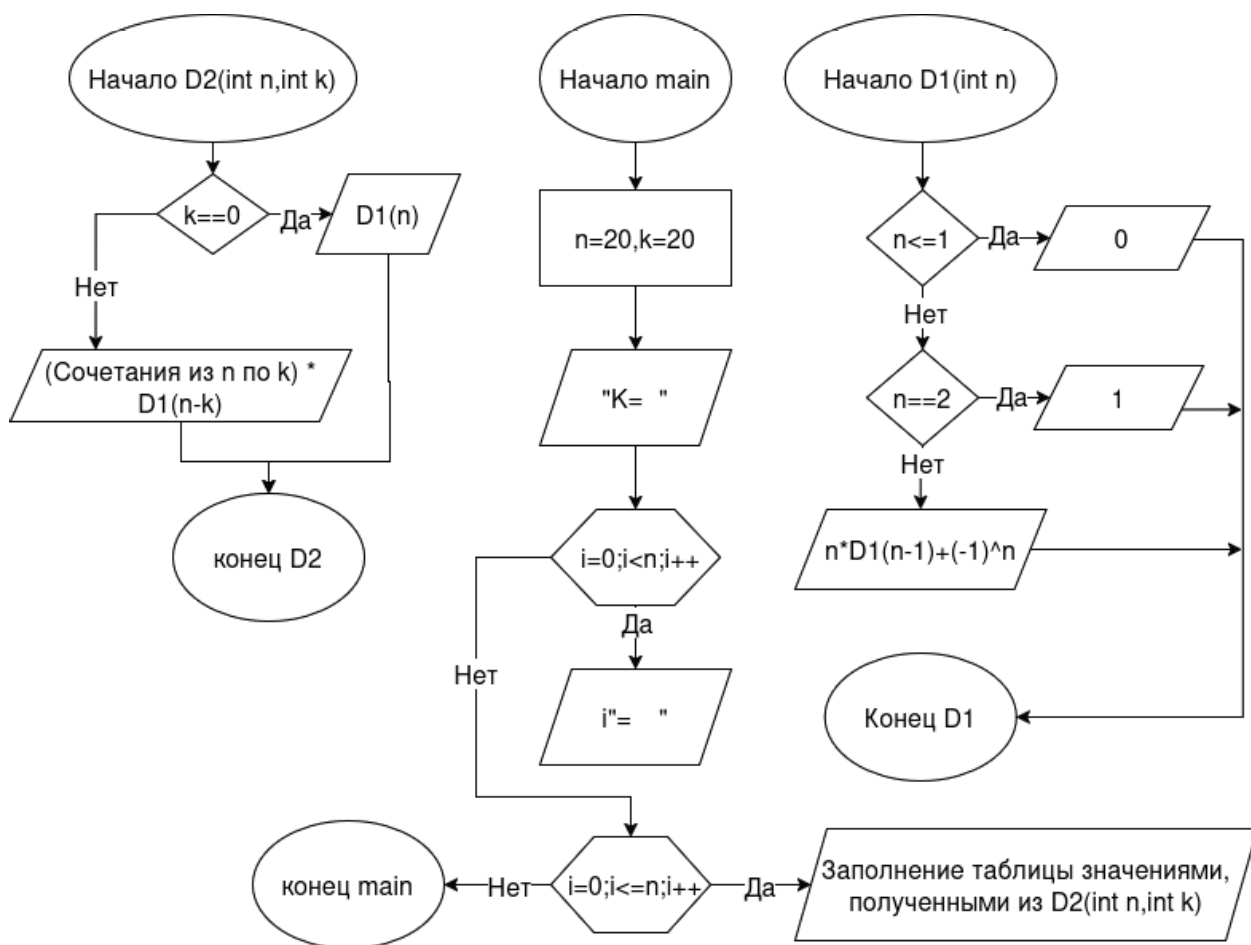 Начало D2(int n,int k)
k==0
Да
D1(n)
Нет
(Сочетания из n по k) *
D1(n-k)
конец D2
Начало main
n=20,k=20
"K=   "
i=0;i<n;i++
Да
Нет
i"=    "
i=0;i<=n;i++
Нет
конец main
Да
Заполнение таблицы значениями,
полученными из D2(int n,int k)
Начало D1(int n)
n<=1
Да
0
Нет
n==2
Да
1
Нет
n*D1(n-1)+(-1)^n
Конец D1